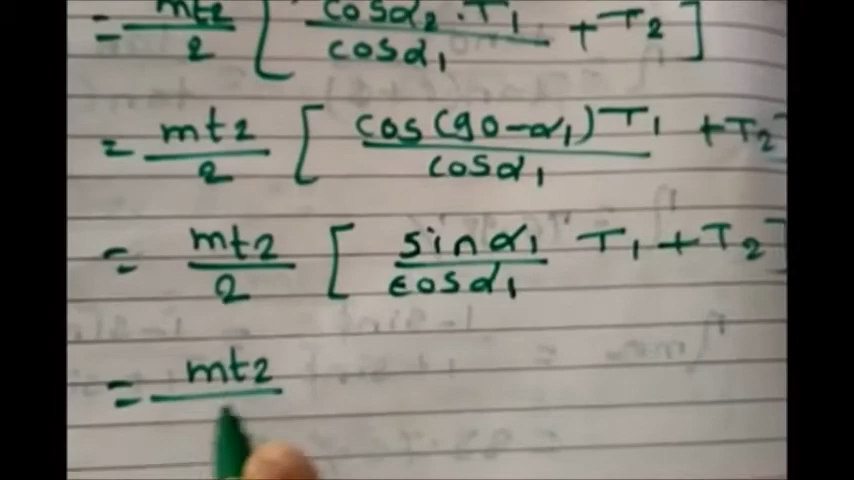 = mt2/2 [ cosα2.T1/cosα1 + T2 ]
= mt2/2 [ cos(90-α1)T1/cosα1 + T2
= mt2/2 [ sinα1/cosα1 T1 + T2 ]
= mt2